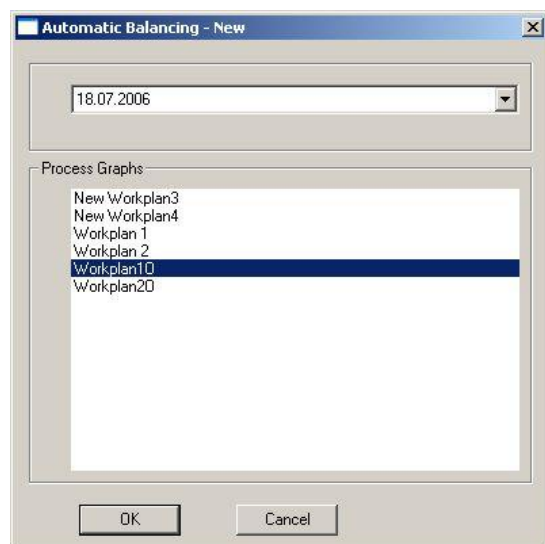 Automatic Balancing - New
18.07.2006
Process Graphs
New Workplan3
New Workplan4
Workplan 1
Workplan 2
Workplan10
Workplan20
OK
Cancel